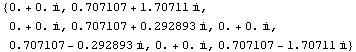 {0. + 0. ⅈ, 0.707107 + 1.70711 ⅈ,
0. + 0. ⅈ, 0.707107 + 0.292893 ⅈ, 0. + 0. ⅈ,
0.707107 - 0.292893 ⅈ, 0. + 0. ⅈ, 0.707107 - 1.70711 ⅈ}